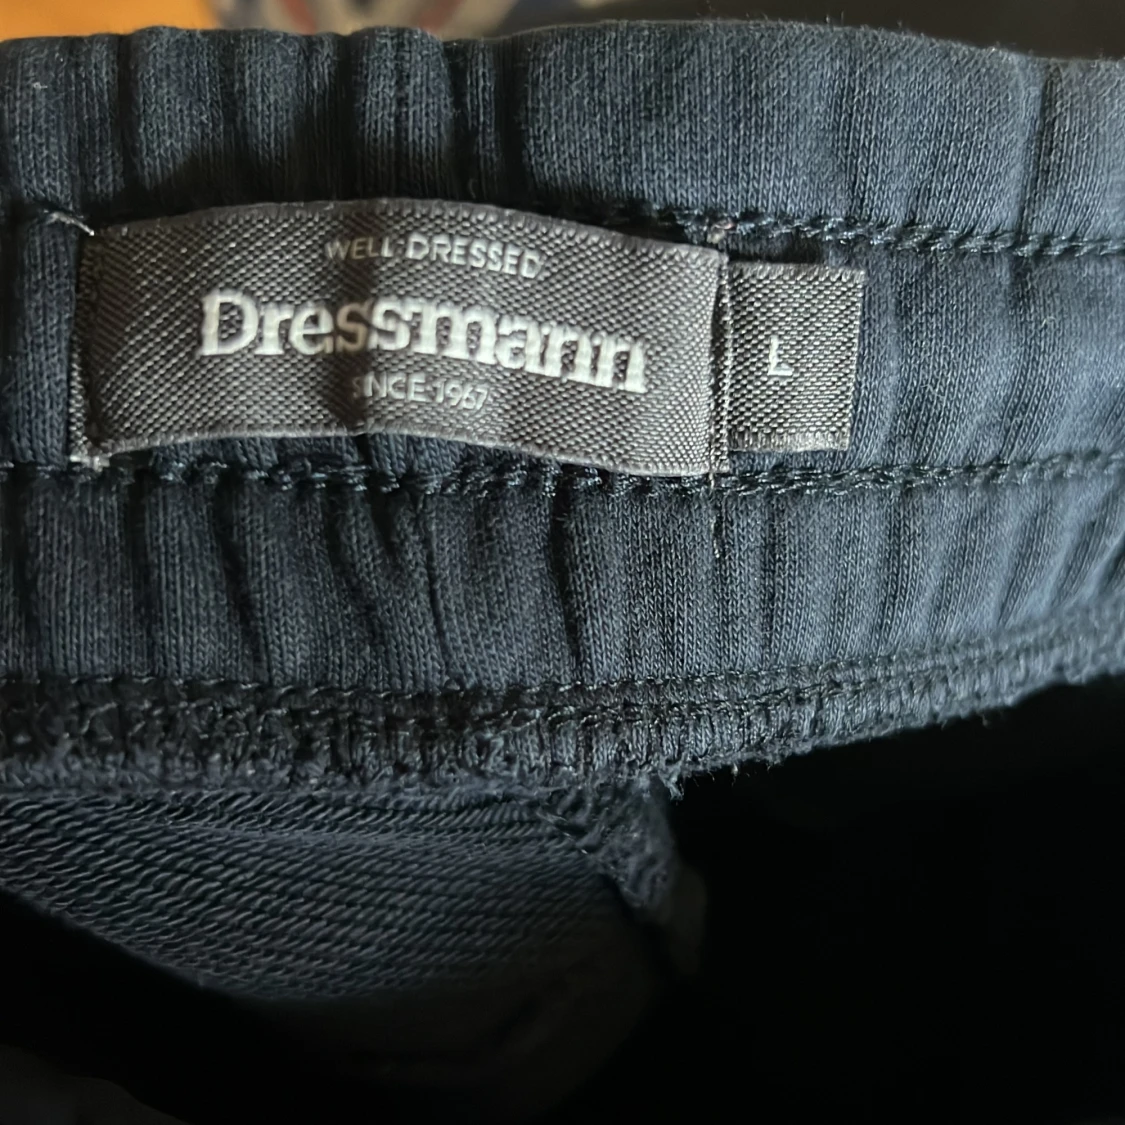 WELL DRESSED
Dressmann
SINCE 1967
L